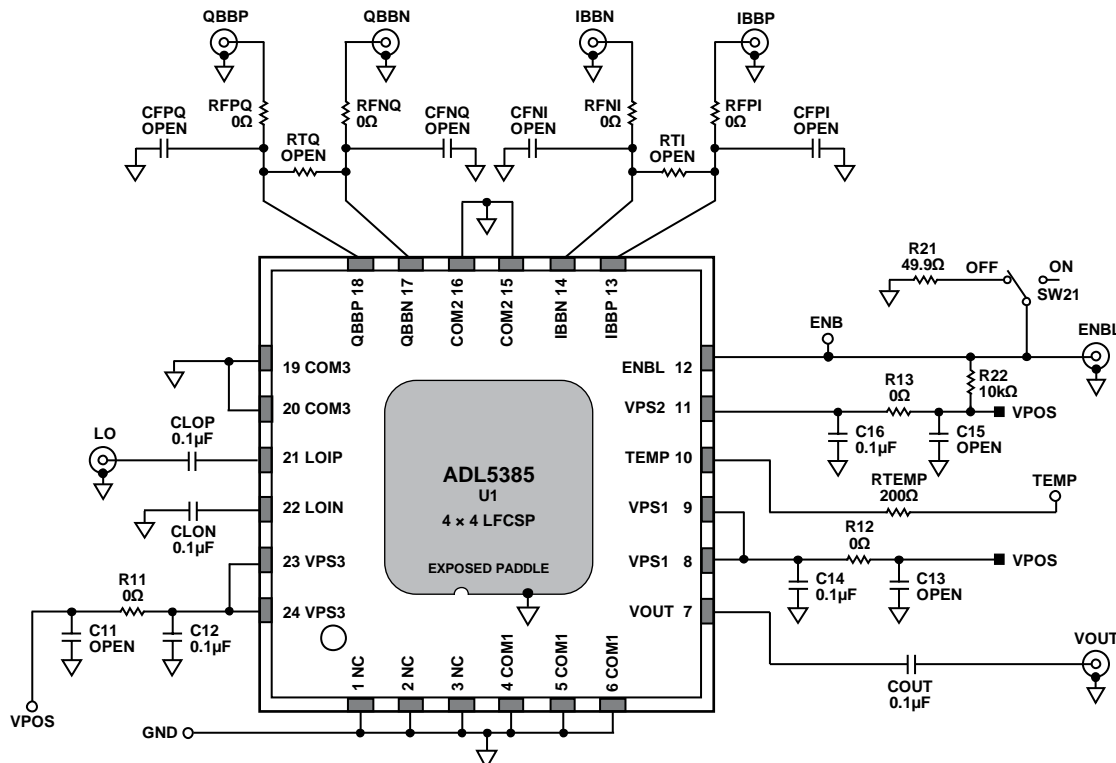 QBBP
QBBN
IBBN
IBBP
RFPQ
0Ω
RFNQ
0Ω
RFNI
0Ω
RFPI
0Ω
CFPQ
OPEN
RTQ
OPEN
CFNQ
OPEN
CFNI
OPEN
RTI
OPEN
CFPI
OPEN
QBBP 18
QBBN 17
COM2 16
COM2 15
IBBN 14
IBBP 13
R21
49.9Ω
OFF
ON
SW21
ENB
ENBL
19 COM3
20 COM3
21 LOIP
22 LOIN
23 VPS3
24 VPS3
ENBL 12
VPS2 11
TEMP 10
VPS1 9
VPS1 8
VOUT 7
R22
10kΩ
R13
0Ω
VPOS
C16
0.1µF
C15
OPEN
LO
CLOP
0.1µF
CLON
0.1µF
ADL5385
U1
4 × 4 LFCSP
EXPOSED PADDLE
RTEMP
200Ω
TEMP
R12
0Ω
VPOS
C14
0.1µF
C13
OPEN
R11
0Ω
C11
OPEN
C12
0.1µF
VPOS
1 NC
2 NC
3 NC
4 COM1
5 COM1
6 COM1
GND
COUT
0.1µF
VOUT